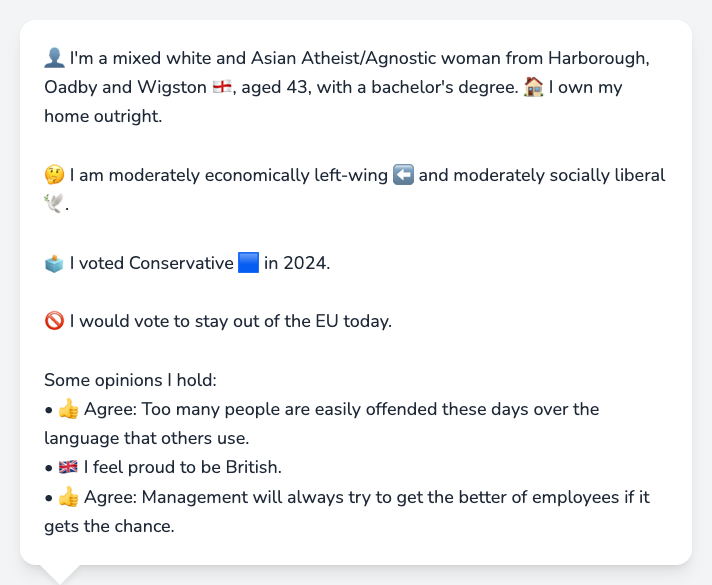 👤 I'm a mixed white and Asian Atheist/Agnostic woman from Harborough,
Oadby and Wigston 🏴󠁧󠁢󠁥󠁮󠁧󠁿, aged 43, with a bachelor's degree. 🏠 I own my
home outright.
🤔 I am moderately economically left-wing ⬅️ and moderately socially liberal
🕊️.
🗳️ I voted Conservative 🟦 in 2024.
🚫 I would vote to stay out of the EU today.
Some opinions I hold:
• 👍 Agree: Too many people are easily offended these days over the
language that others use.
• 🇬🇧 I feel proud to be British.
• 👍 Agree: Management will always try to get the better of employees if it
gets the chance.